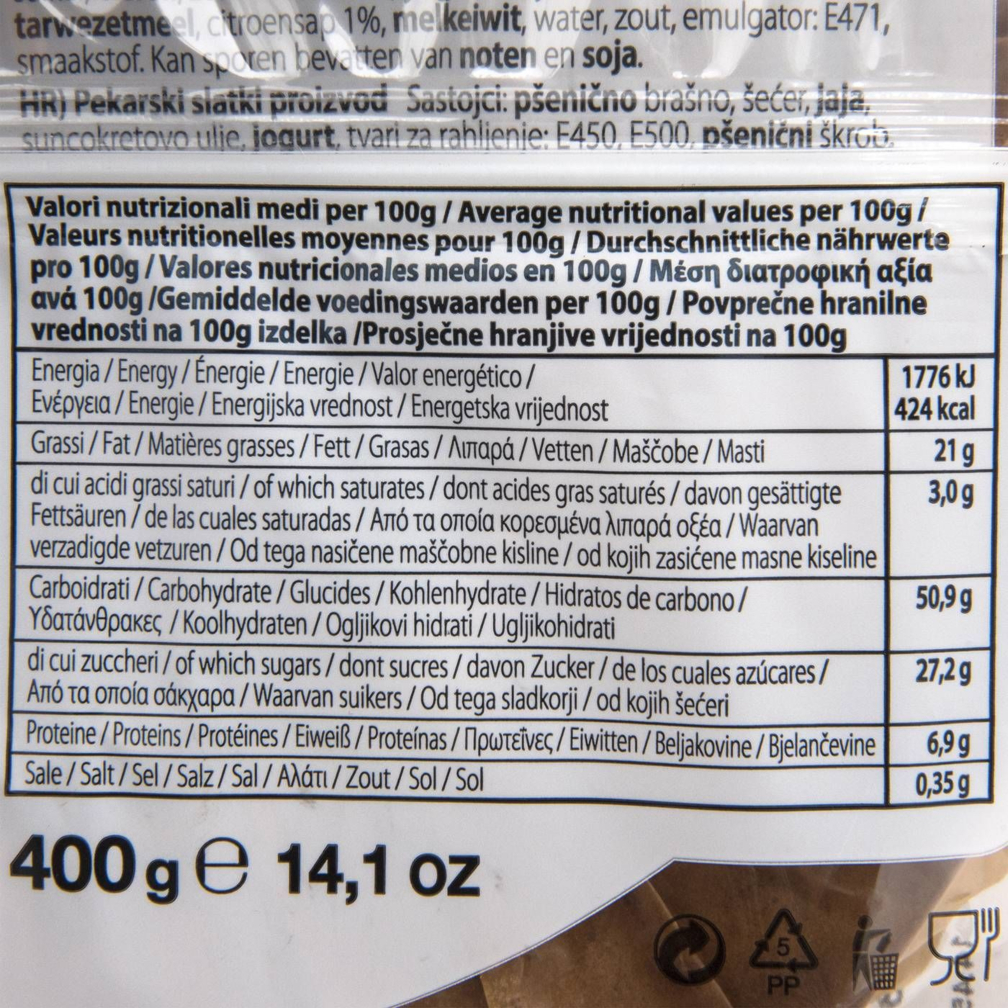 tarwezetmeel, citroensap 1%, melkeiwit, water, zout, emulgator: E471,
smaakstof. Kan sporen bevatten van noten en soja.
HR) Pekarski slatki proizvod Sastojci: pšenično brašno, šećer, jaja,
suncokretovo ulje, jogurt, tvari za rahljenje: E450, E500, pšenični škrob,
Valori nutrizionali medi per 100g / Average nutritional values per 100g /
Valeurs nutritionelles moyennes pour 100g / Durchschnittliche nährwerte
pro 100g / Valores nutricionales medios en 100g / Μέση διατροφική αξία
ανά 100g /Gemiddelde voedingswaarden per 100g / Povprečne hranilne
vrednosti na 100g izdelka /Prosječne hranjive vrijednosti na 100g
Energia / Energy / Énergie / Energie / Valor energético /
Ενέργεια / Energie / Energijska vrednost / Energetska vrijednost
1776 kJ
424 kcal
Grassi / Fat / Matières grasses / Fett / Grasas / Λιπαρά / Vetten / Maščobe / Masti
21 g
di cui acidi grassi saturi / of which saturates / dont acides gras saturés / davon gesättigte
Fettsäuren / de las cuales saturadas / Από τα οποία κορεσμένα λιπαρά οξέα / Waarvan
verzadigde vetzuren / Od tega nasičene maščobne kisline / od kojih zasićene masne kiseline
3,0 g
Carboidrati / Carbohydrate / Glucides / Kohlenhydrate / Hidratos de carbono /
Υδατάνθρακες / Koolhydraten / Ogljikovi hidrati / Ugljikohidrati
50,9 g
di cui zuccheri / of which sugars / dont sucres / davon Zucker / de los cuales azúcares /
Από τα οποία σάκχαρα / Waarvan suikers / Od tega sladkorji / od kojih šećeri
27,2 g
Proteine / Proteins / Protéines / Eiweiß / Proteínas / Πρωτεΐνες / Eiwitten / Beljakovine / Bjelančevine
6,9 g
Sale / Salt / Sel / Salz / Sal / Αλάτι / Zout / Sol / Sol
0,35 g
400 g ℮ 14,1 oz
5
PP